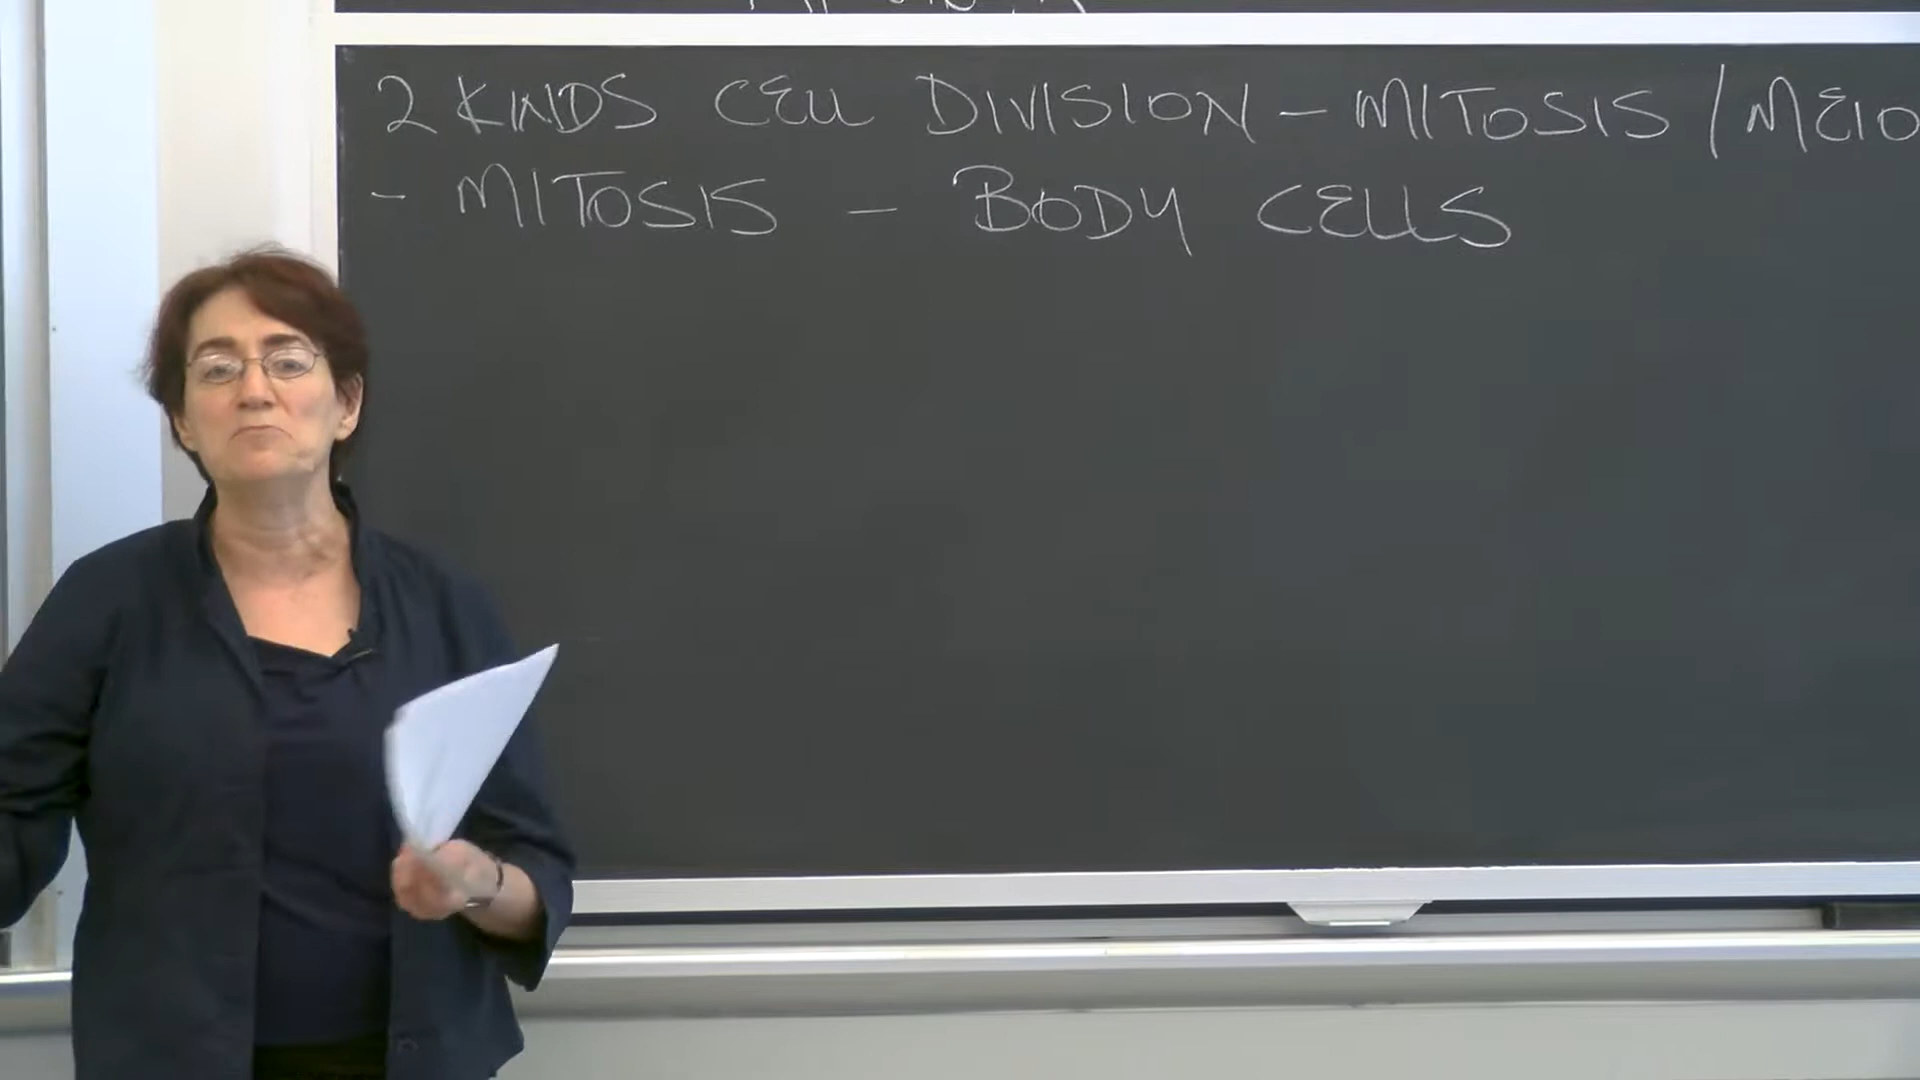 2 KINDS CELL DIVISION - MITOSIS / MEIO
- MITOSIS - BODY CELLS